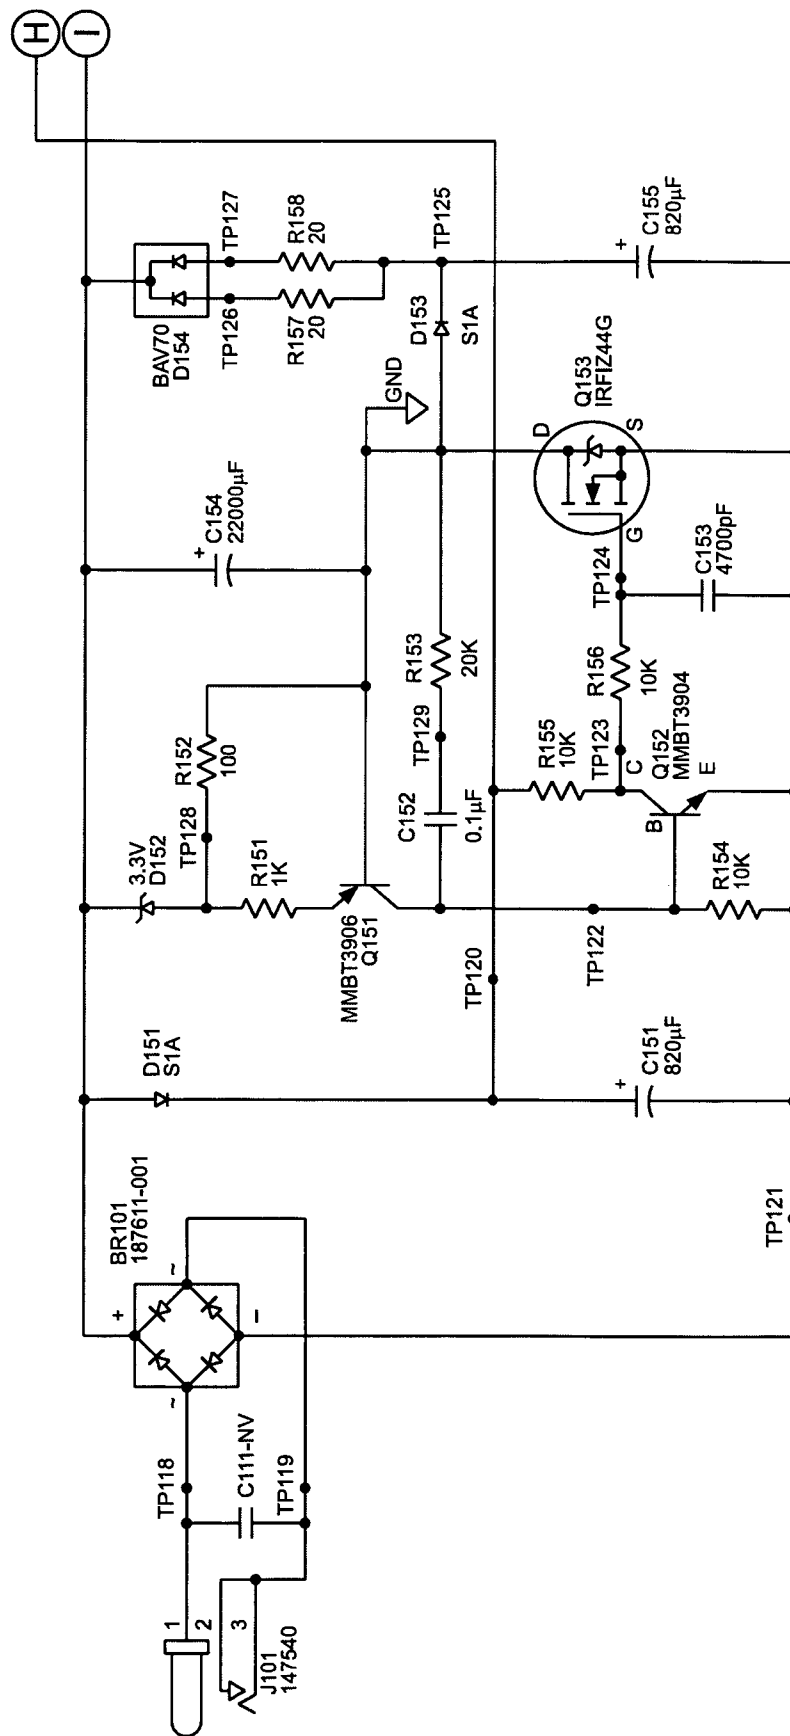 H
I
BAV70
D154
TP126
TP127
R157
20
R158
20
TP125
D153
S1A
C155
820µF
+
GND
C154
22000µF
+
Q153
IRFIZ44G
D
S
G
C153
4700pF
TP124
R153
20K
R156
10K
R152
100
TP128
TP129
R155
10K
TP123
C
Q152
MMBT3904
E
B
C152
0.1µF
3.3V
D152
R151
1K
MMBT3906
Q151
R154
10K
TP122
TP120
D151
S1A
C151
820µF
+
TP121
BR101
187611-001
+
~
~
–
TP118
C111-NV
TP119
1
2
3
J101
147540